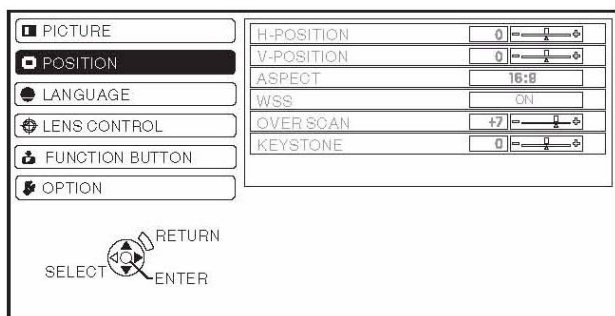 PICTURE
POSITION
LANGUAGE
LENS CONTROL
FUNCTION BUTTON
OPTION
H-POSITION 0
V-POSITION 0
ASPECT 16:9
WSS ON
OVER SCAN +7
KEYSTONE 0
RETURN
SELECT
ENTER